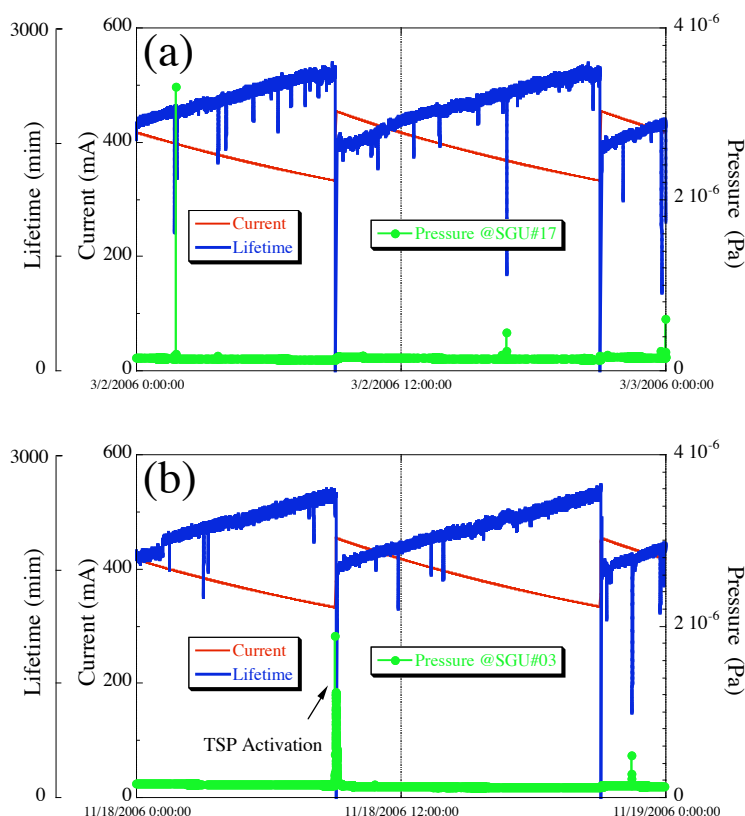 3000
600
4 10-6
(a)
400
2 10-6
200
0
0
0
Lifetime (mim)
Current (mA)
Pressure (Pa)
Current
Lifetime
Pressure @SGU#17
3/2/2006 0:00:00
3/2/2006 12:00:00
3/3/2006 0:00:00
3000
600
4 10-6
(b)
400
2 10-6
200
0
0
0
Lifetime (mim)
Current (mA)
Pressure (Pa)
Current
Lifetime
Pressure @SGU#03
TSP Activation
11/18/2006 0:00:00
11/18/2006 12:00:00
11/19/2006 0:00:00